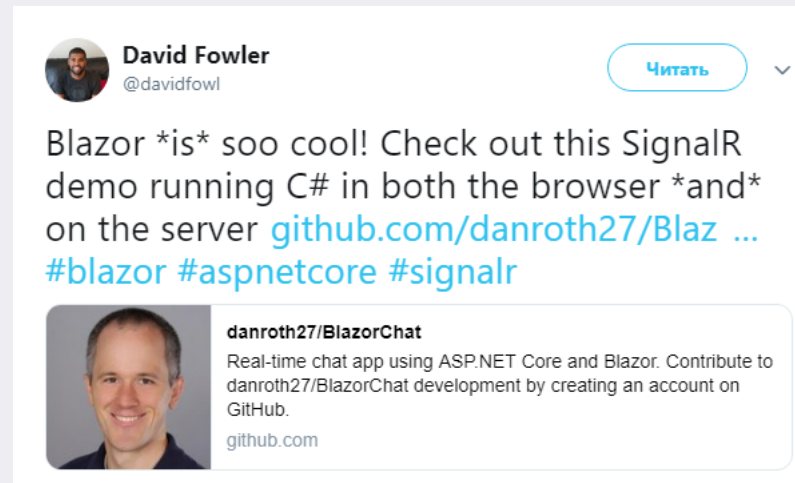 David Fowler
@davidfowl
Читать
Blazor *is* soo cool! Check out this SignalR
demo running C# in both the browser *and*
on the server github.com/danroth27/Blaz ...
#blazor #aspnetcore #signalr
danroth27/BlazorChat
Real-time chat app using ASP.NET Core and Blazor. Contribute to
danroth27/BlazorChat development by creating an account on
GitHub.
github.com